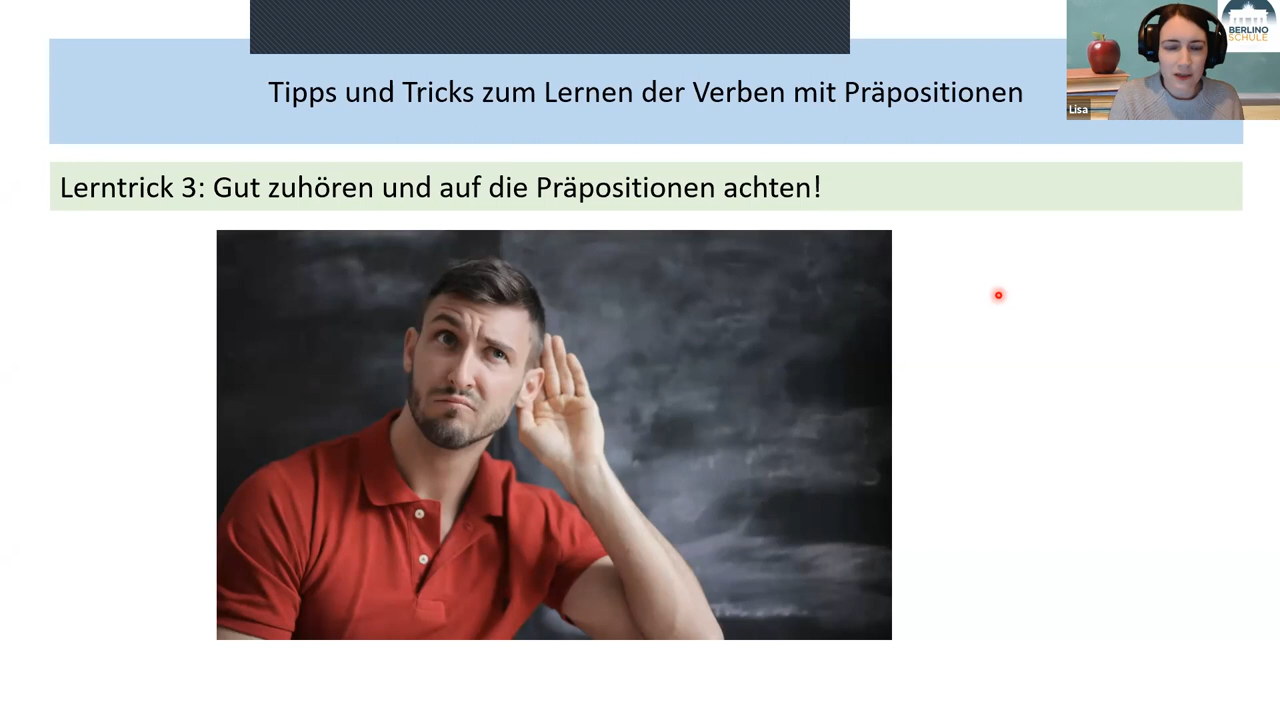 Tipps und Tricks zum Lernen der Verben mit Präpositionen
BERLINO
SCHULE
Lisa
Lerntrick 3: Gut zuhören und auf die Präpositionen achten!